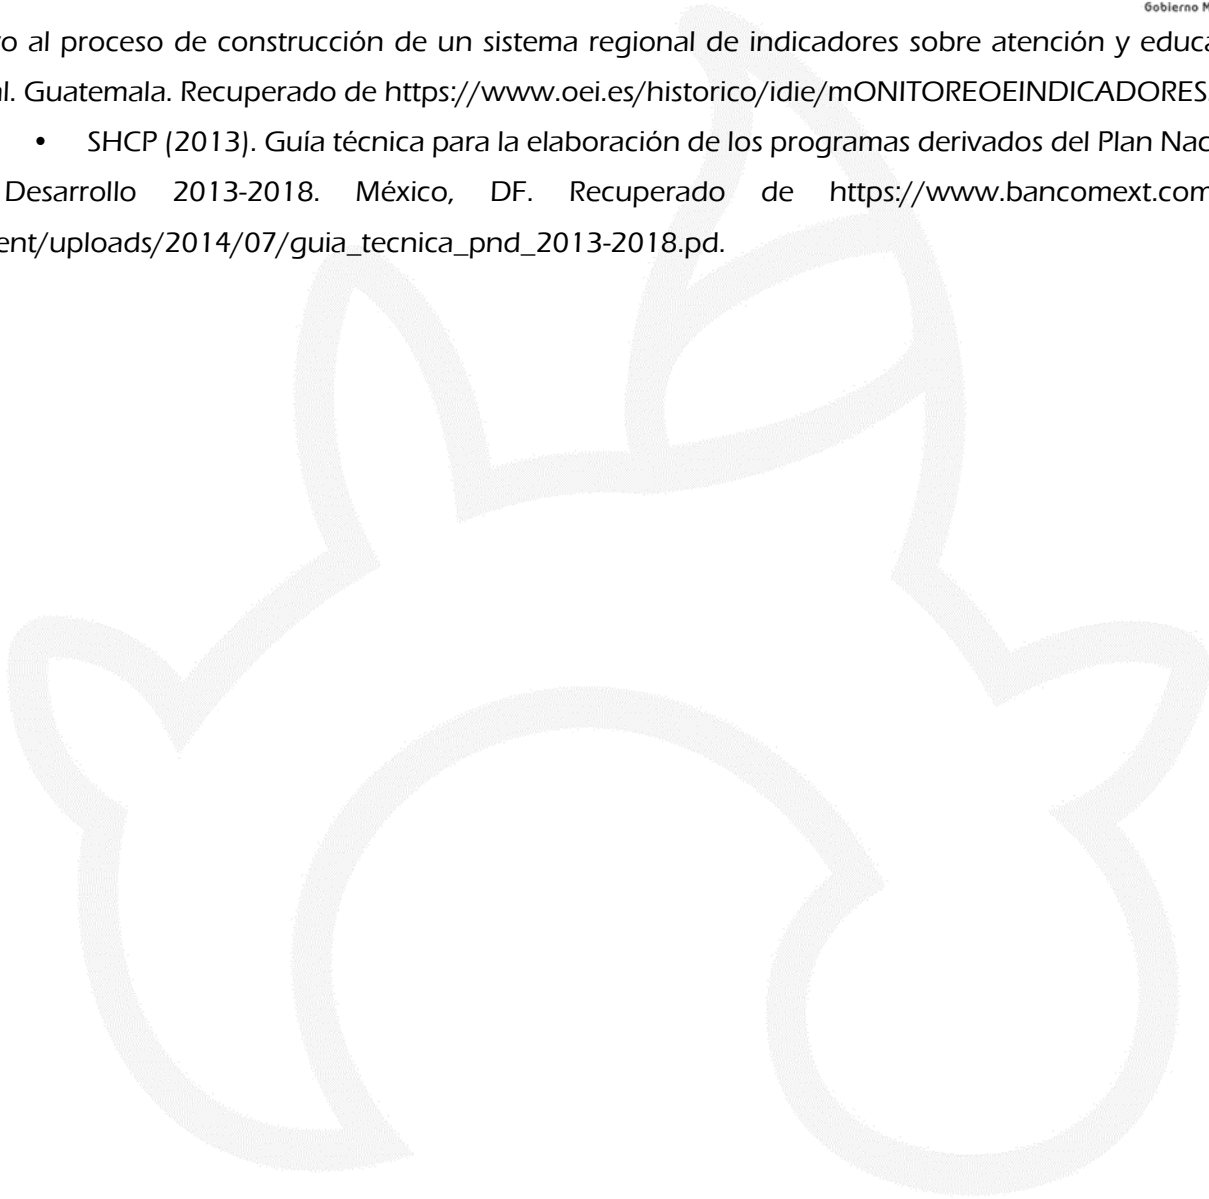 Gobierno M
o al proceso de construcción de un sistema regional de indicadores sobre atención y educa
l. Guatemala. Recuperado de https://www.oei.es/historico/idie/mONITOREOEINDICADORES.
• SHCP (2013). Guía técnica para la elaboración de los programas derivados del Plan Nac
Desarrollo 2013-2018. México, DF. Recuperado de https://www.bancomext.com
ent/uploads/2014/07/guia_tecnica_pnd_2013-2018.pd.